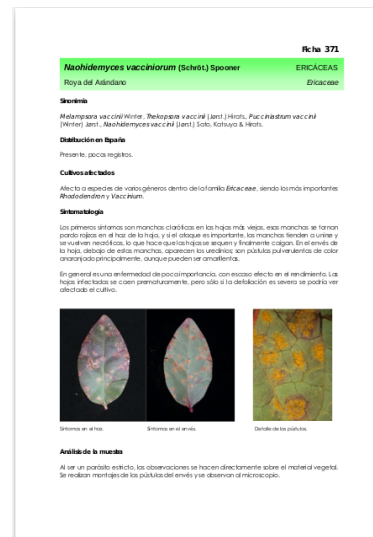 Ficha 371
Naohidemyces vacciniorum (Schröt.) Spooner ERICÁCEAS
Roya del Arándano Ericaceae
Sinonimia
Melampsora vaccinii Winter, Thekopsora vaccinii (Jørst.) Hirats., Pucciniastrum vaccinii
(Winter) Jørst., Naohidemyces vaccinii (Jørst.) Sato, Katsuya & Hirats.
Distribución en España
Presente, pocos registros.
Cultivos afectados
Afecta a especies de varios géneros dentro de la familia Ericaceae, siendo los más importantes
Rhododendron y Vaccinium.
Sintomatología
Los primeros síntomas son manchas cloróticas en las hojas más viejas, esas manchas se tornan
pardo rojizas en el haz de la hoja, y si el ataque es importante, las manchas tienden a unirse y
se vuelven necróticas, lo que hace que las hojas se sequen y finalmente caigan. En el envés de
la hoja, debajo de estas manchas, aparecen los uredinios; son pústulas pulverulentas de color
anaranjado principalmente, aunque pueden ser amarillentas.
En general es una enfermedad de poca importancia, con escaso efecto en el rendimiento. Las
hojas infectadas se caen prematuramente, pero sólo si la defoliación es severa se podría ver
afectado el cultivo.
Síntomas en el haz. Síntomas en el envés. Detalle de las pústulas.
Análisis de la muestra
Al ser un parásito estricto, las observaciones se hacen directamente sobre el material vegetal.
Se realizan montajes de las pústulas del envés y se observan al microscopio.